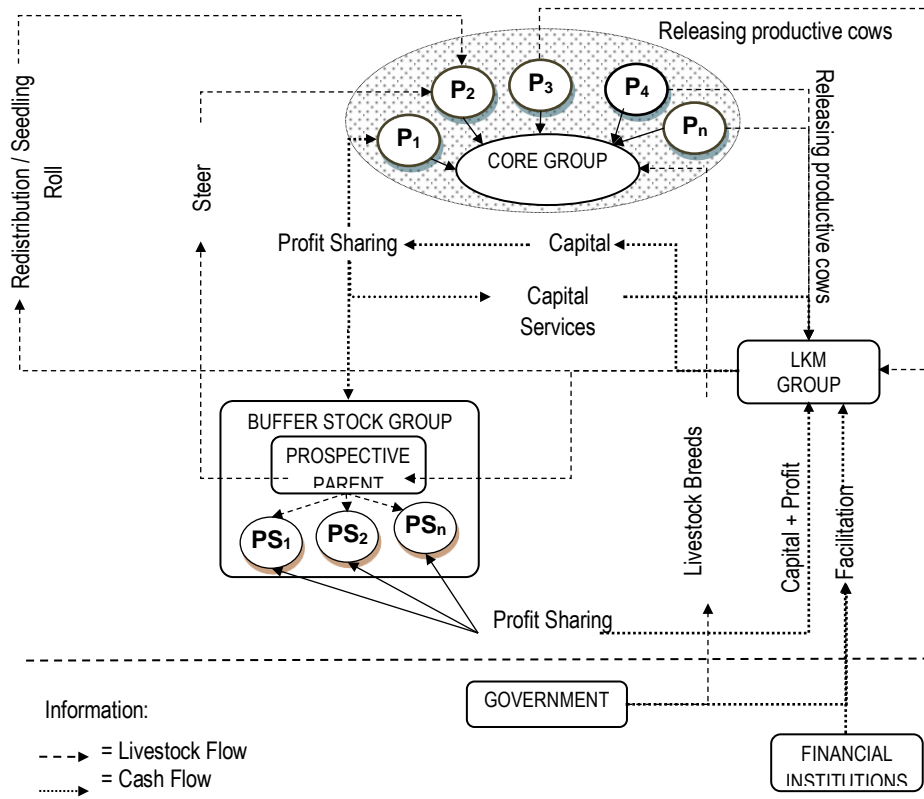 Releasing productive cows
Redistribution / Seedling
Roll
Steer
P2
P3
P4
P1
Pn
CORE GROUP
Releasing productive cows
Profit Sharing
Capital
Capital
Services
LKM
GROUP
BUFFER STOCK GROUP
PROSPECTIVE
PARENT
PS1
PS2
PSn
Livestock Breeds
Capital + Profit
Facilitation
Profit Sharing
GOVERNMENT
Information:
= Livestock Flow
= Cash Flow
FINANCIAL
INSTITUTIONS